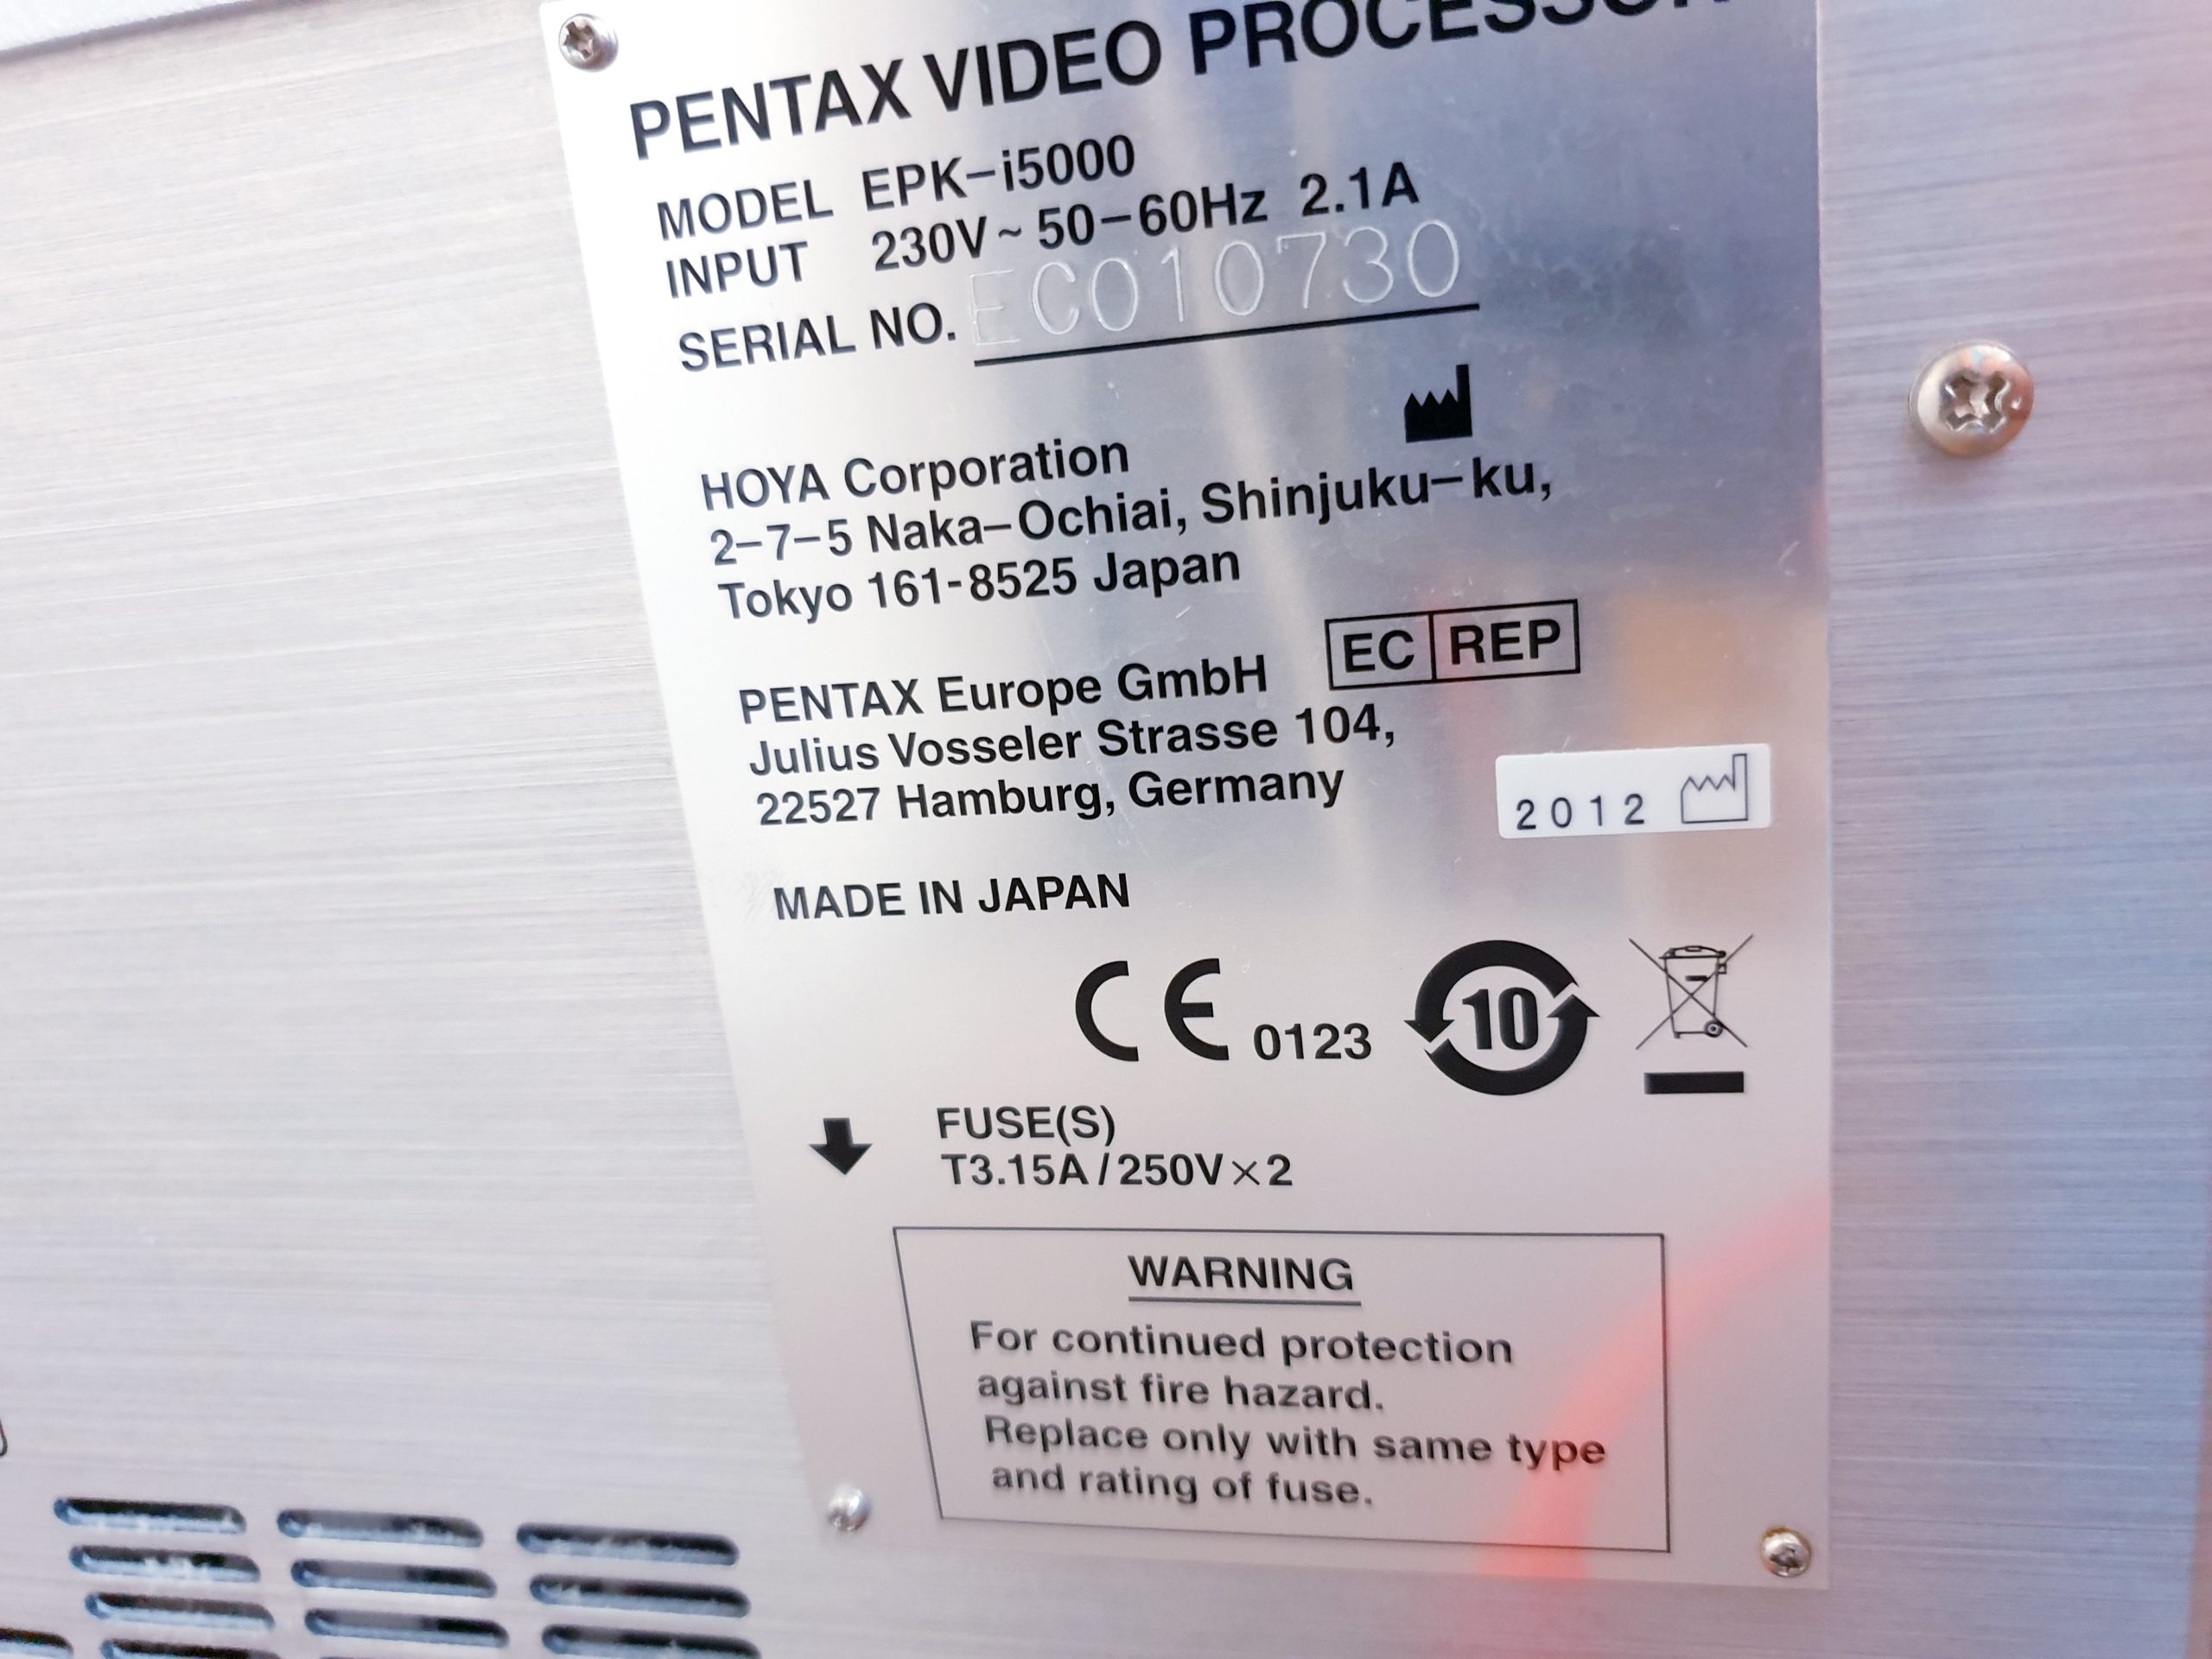 PENTAX VIDEO PROCESSOR
MODEL EPK-i5000
INPUT 230V~50-60Hz 2.1A
SERIAL NO. EC010730
HOYA Corporation
2-7-5 Naka-Ochiai, Shinjuku-ku,
Tokyo 161-8525 Japan
PENTAX Europe GmbH EC REP
Julius Vosseler Strasse 104,
22527 Hamburg, Germany
2012
MADE IN JAPAN
CE 0123 10
FUSE(S)
T3.15A/250V×2
WARNING
For continued protection
against fire hazard.
Replace only with same type
and rating of fuse.